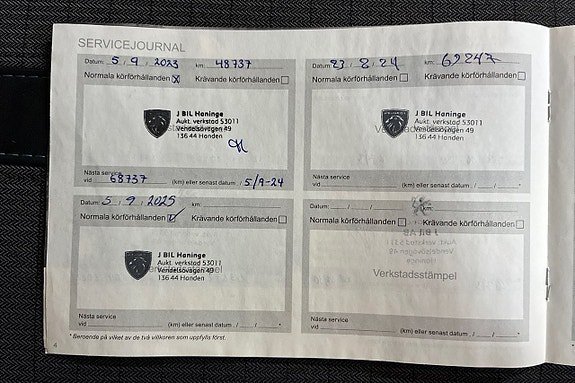 SERVICEJOURNAL
Datum: 5 . 9 . 2023 km: 48737
Normala körförhållanden X Krävande körförhållanden
J BIL Haninge
Aukt. verkstad 53011
Vendelsövägen 49
136 44 Handen
Nästa service
vid 68737 (km) eller senast datum . 5/9-24
Datum: 23 . 8 . 24 km: 69247
Normala körförhållanden Krävande körförhållanden
J BIL Haninge
Aukt. verkstad 53011
Vendelsövägen 49
136 44 Handen
Nästa service
vid (km) eller senast datum . / / *
Datum: 5 . 9 . 2025 km:
Normala körförhållanden Krävande körförhållanden
J BIL Haninge
Aukt. verkstad 53011
Vendelsövägen 49
136 44 Handen
Nästa service
vid (km) eller senast datum . / / *
Datum: . . km:
Normala körförhållanden Krävande körförhållanden
Verkstadsstämpel
Nästa service
vid (km) eller senast datum . / / *
* Beroende på vilket av de två villkoren som uppfylls först.
4